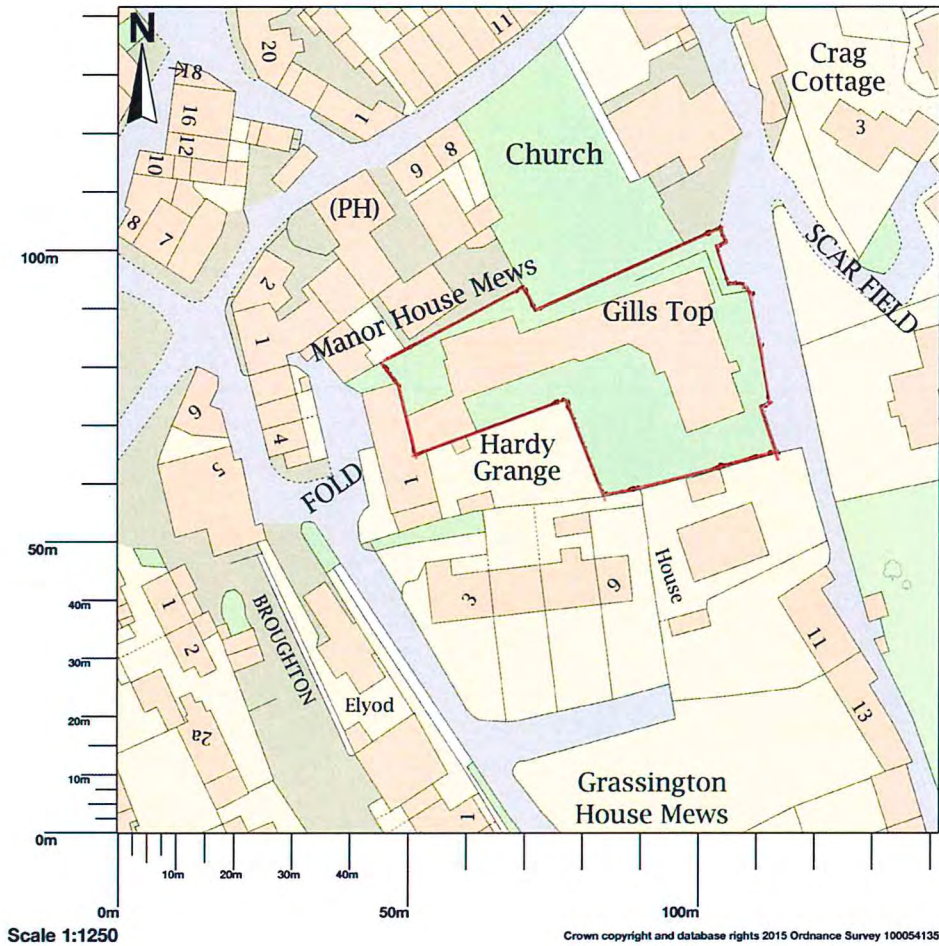 N
20
11
Crag
Cottage
18
16
12
10
8
7
1
3
6
8
Church
(PH)
2
1
Manor House Mews
Gills Top
SCAR FIELD
100m
6
5
4
Hardy
Grange
1
FOLD
50m
3
9
House
40m
1
2
BROUGHTON
30m
Elyod
11
13
20m
2a
10m
Grassington
House Mews
1
0m
10m
20m
30m
40m
0m
50m
100m
Scale 1:1250
Crown copyright and database rights 2015 Ordnance Survey 100054135